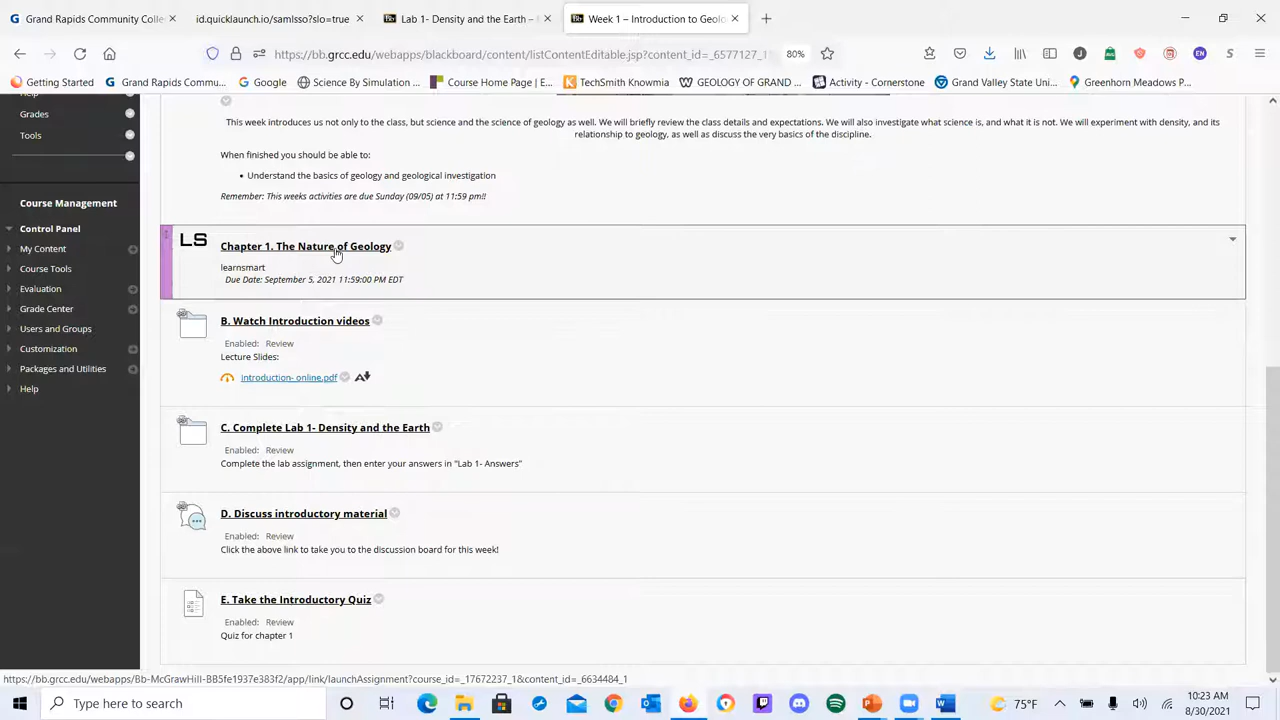 Grand Rapids Community Colle
id.quicklaunch.io/samlsso?slo=true
Lab 1- Density and the Earth –
Week 1 – Introduction to Geolo
https://bb.grcc.edu/webapps/blackboard/content/listContentEditable.jsp?content_id=_6577127_1
80%
Getting Started
Grand Rapids Commu...
Google
Science By Simulation ...
Course Home Page | E...
TechSmith Knowmia
GEOLOGY OF GRAND ...
Activity - Cornerstone
Grand Valley State Uni...
Greenhorn Meadows P...
Grades
Tools
Course Management
Control Panel
My Content
Course Tools
Evaluation
Grade Center
Users and Groups
Customization
Packages and Utilities
Help
This week introduces us not only to the class, but science and the science of geology as well. We will briefly review the class details and expectations. We will also investigate what science is, and what it is not. We will experiment with density, and its
relationship to geology, as well as discuss the very basics of the discipline.
When finished you should be able to:
• Understand the basics of geology and geological investigation
Remember: This weeks activities are due Sunday (09/05) at 11:59 pm!!
LS
Chapter 1. The Nature of Geology
learnsmart
Due Date: September 5, 2021 11:59:00 PM EDT
B. Watch Introduction videos
Enabled: Review
Lecture Slides:
introduction- online.pdf
C. Complete Lab 1- Density and the Earth
Enabled: Review
Complete the lab assignment, then enter your answers in "Lab 1- Answers"
D. Discuss introductory material
Enabled: Review
Click the above link to take you to the discussion board for this week!
E. Take the Introductory Quiz
Enabled: Review
Quiz for chapter 1
https://bb.grcc.edu/webapps/Bb-McGrawHill-BB5fe1937e383f2/app/link/launchAssignment?course_id=_17672237_1&content_id=_6634484_1
Type here to search
75°F
10:23 AM
8/30/2021